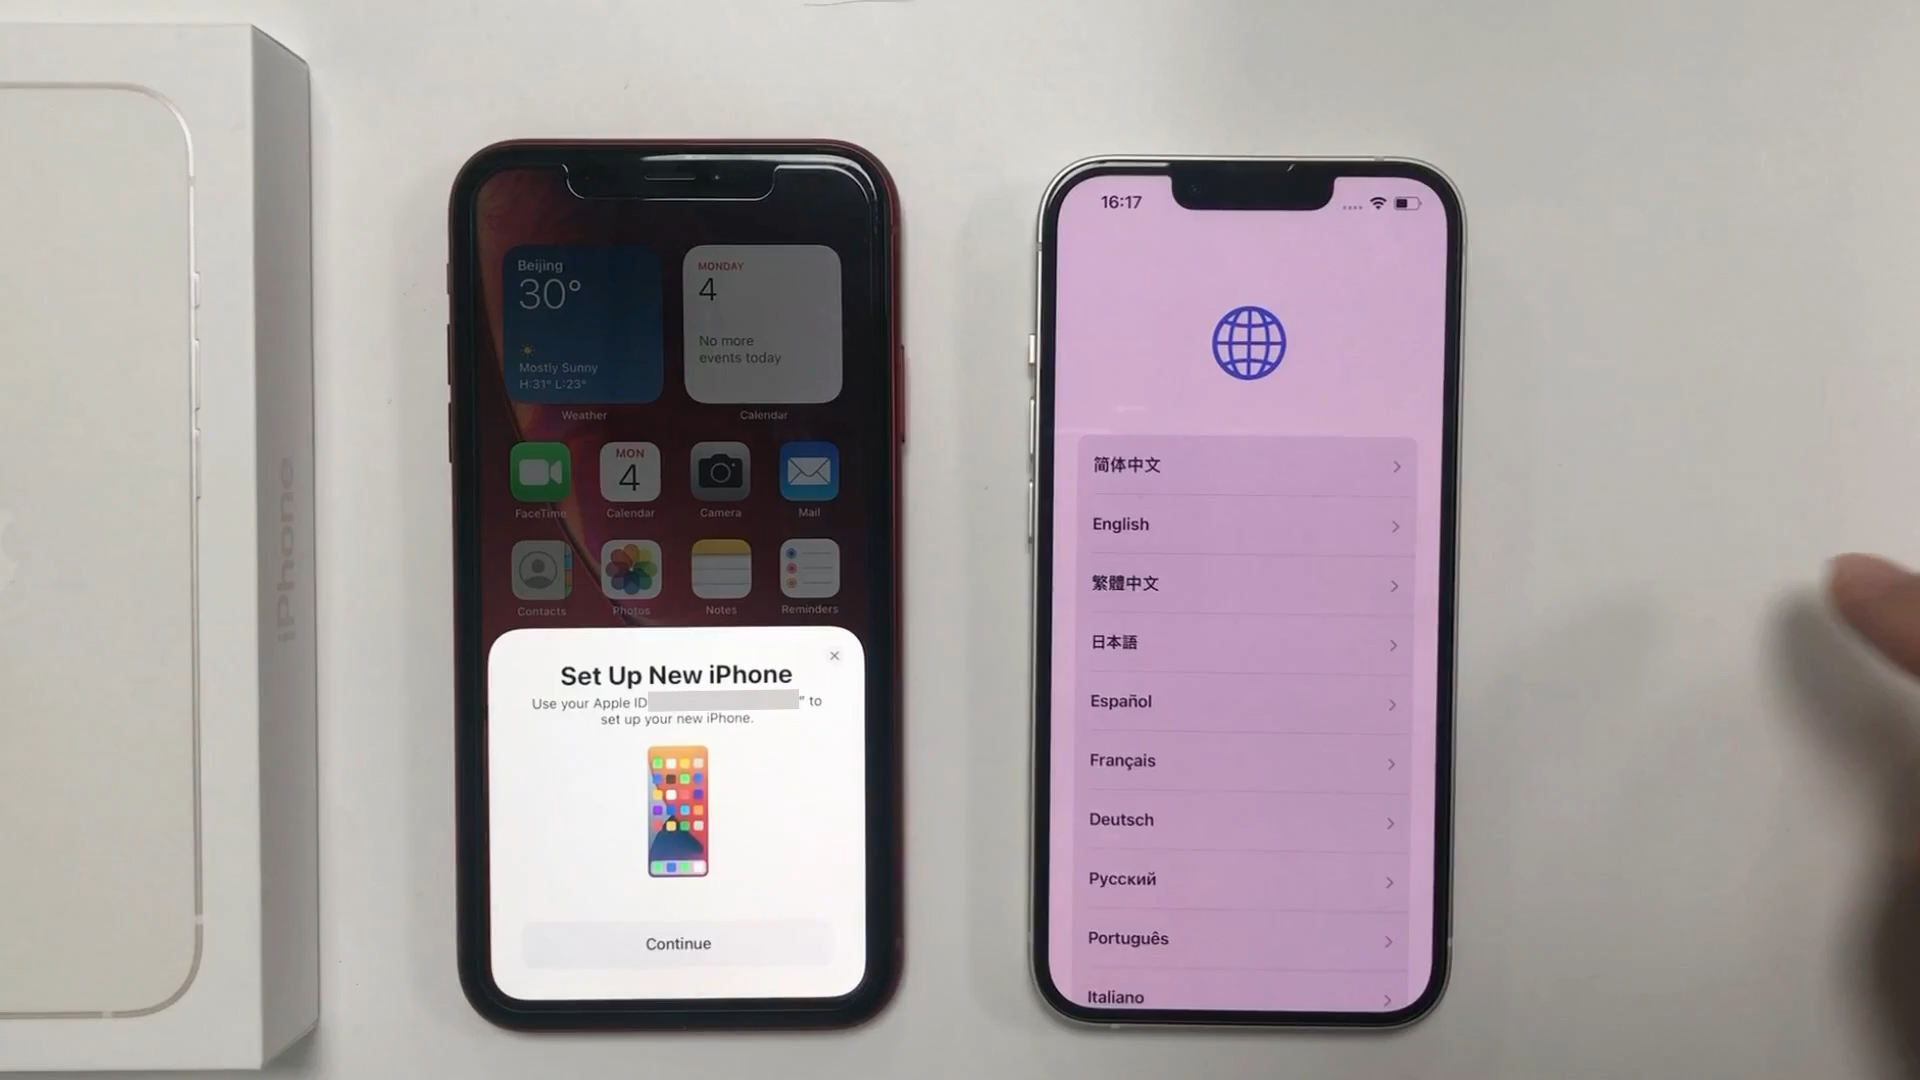 iPhone
Beijing
30°
Mostly Sunny
H:31° L:23°
Weather
MONDAY
4
No more
events today
Calendar
FaceTime
MON
4
Calendar
Camera
Mail
Contacts
Photos
Notes
Reminders
Set Up New iPhone
Use your Apple ID " to
set up your new iPhone.
Continue
16:17
简体中文
English
繁體中文
日本語
Español
Français
Deutsch
Русский
Português
Italiano